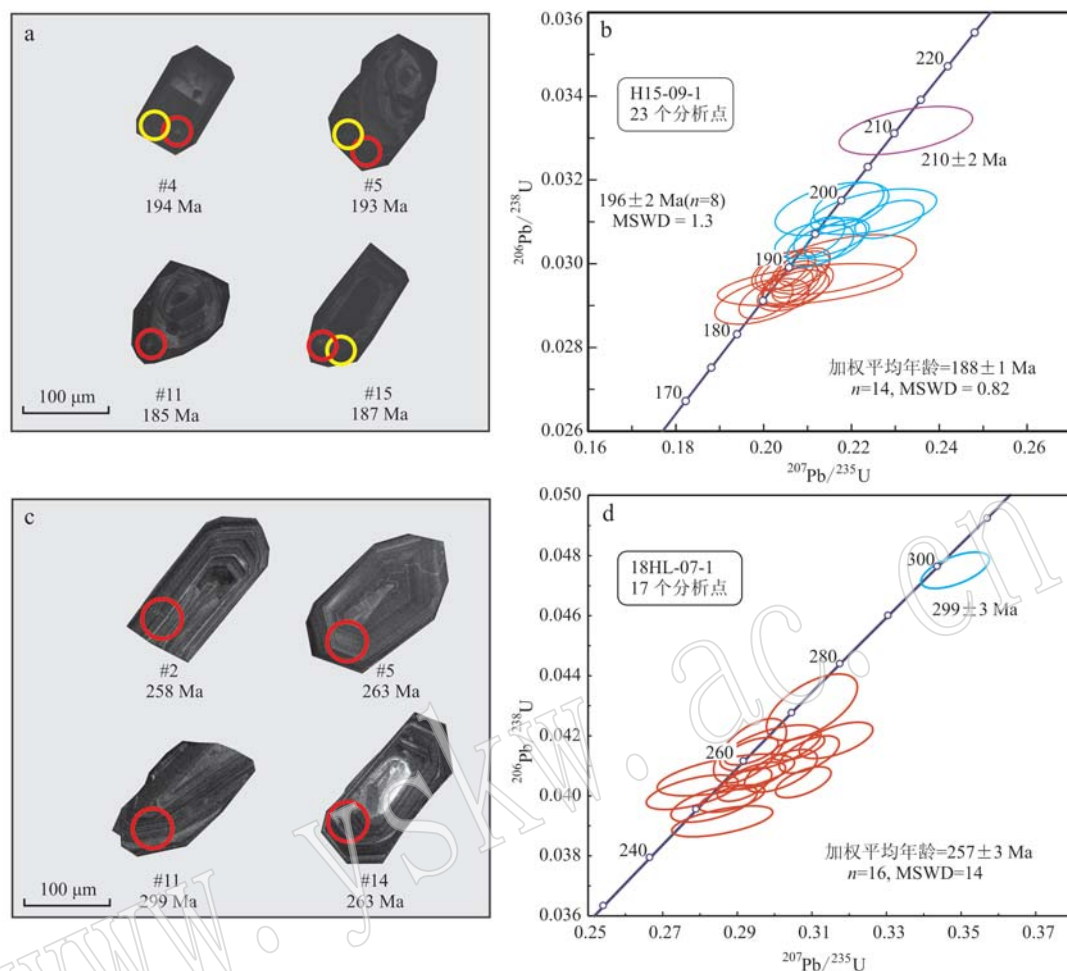 a
#4
194 Ma
#5
193 Ma
#11
185 Ma
#15
187 Ma
100 μm
b
H15-09-1
23 个分析点
196±2 Ma(n=8)
MSWD = 1.3
210±2 Ma
加权平均年龄=188±1 Ma
n=14, MSWD = 0.82
170
180
190
200
210
220
0.036
0.034
0.032
0.030
0.028
0.026
0.16
0.18
0.20
0.22
0.24
0.26
²⁰⁶Pb/²³⁸U
²⁰⁷Pb/²³⁵U
c
#2
258 Ma
#5
263 Ma
#11
299 Ma
#14
263 Ma
100 μm
d
18HL-07-1
17 个分析点
299±3 Ma
加权平均年龄=257±3 Ma
n=16, MSWD=14
240
260
280
300
0.050
0.048
0.046
0.044
0.042
0.040
0.038
0.036
0.25
0.27
0.29
0.31
0.33
0.35
0.37
²⁰⁶Pb/²³⁸U
²⁰⁷Pb/²³⁵U
www.yskw.ac.cn